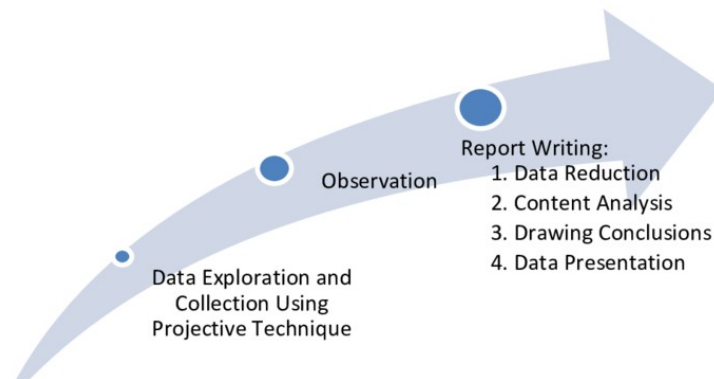 Data Exploration and
Collection Using
Projective Technique
Observation
Report Writing:
1. Data Reduction
2. Content Analysis
3. Drawing Conclusions
4. Data Presentation